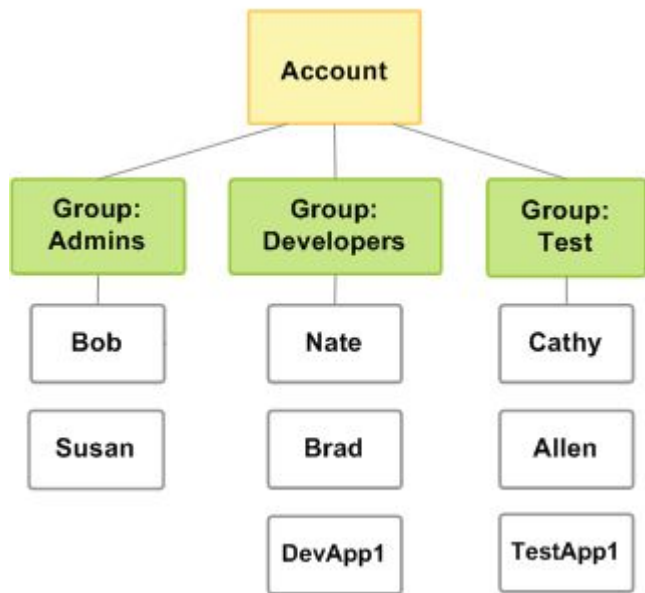 Account
Group:
Admins
Group:
Developers
Group:
Test
Bob
Nate
Cathy
Susan
Brad
Allen
DevApp1
TestApp1